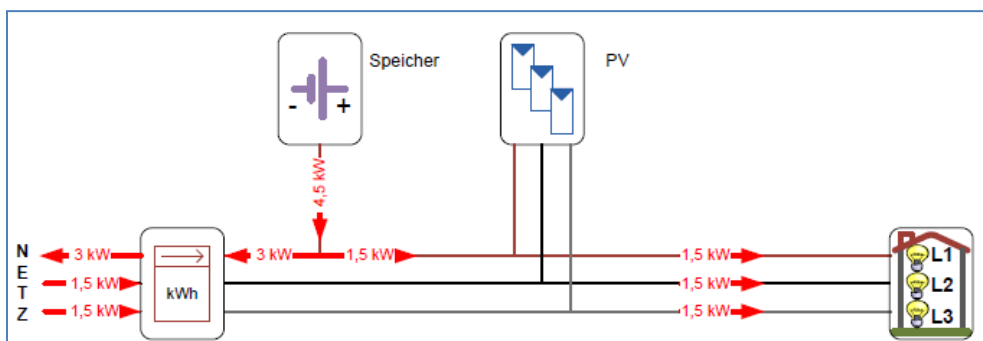 Speicher
PV
- +
4,5 kW
N
E
T
Z
3 kW
3 kW
1,5 kW
1,5 kW
L1
1,5 kW
1,5 kW
L2
1,5 kW
kWh
1,5 kW
L3